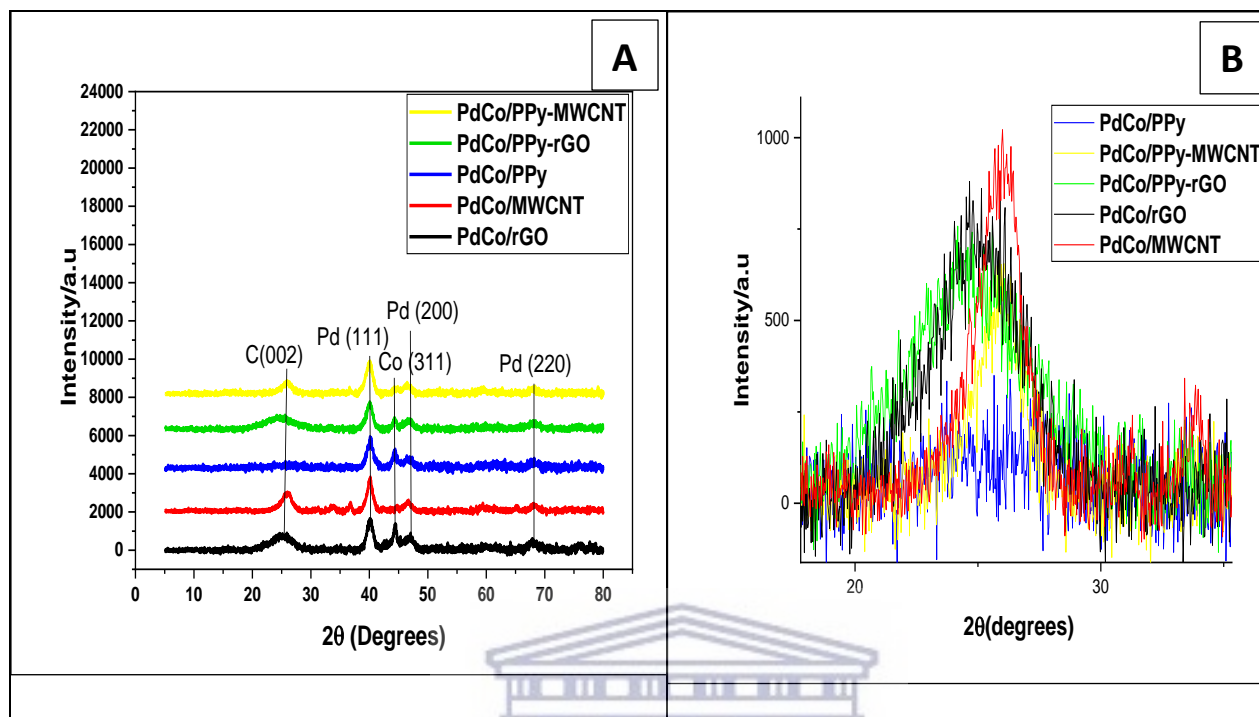 A
24000
22000
20000
18000
16000
14000
12000
10000
8000
6000
4000
2000
0
Intensity/a.u
PdCo/PPy-MWCNT
PdCo/PPy-rGO
PdCo/PPy
PdCo/MWCNT
PdCo/rGO
C(002)
Pd (111)
Co (311)
Pd (200)
Pd (220)
0 10 20 30 40 50 60 70 80
2θ (Degrees)
B
1000
500
0
Intensity/a.u
PdCo/PPy
PdCo/PPy-MWCNT
PdCo/PPy-rGO
PdCo/rGO
PdCo/MWCNT
20 30
2θ(degrees)